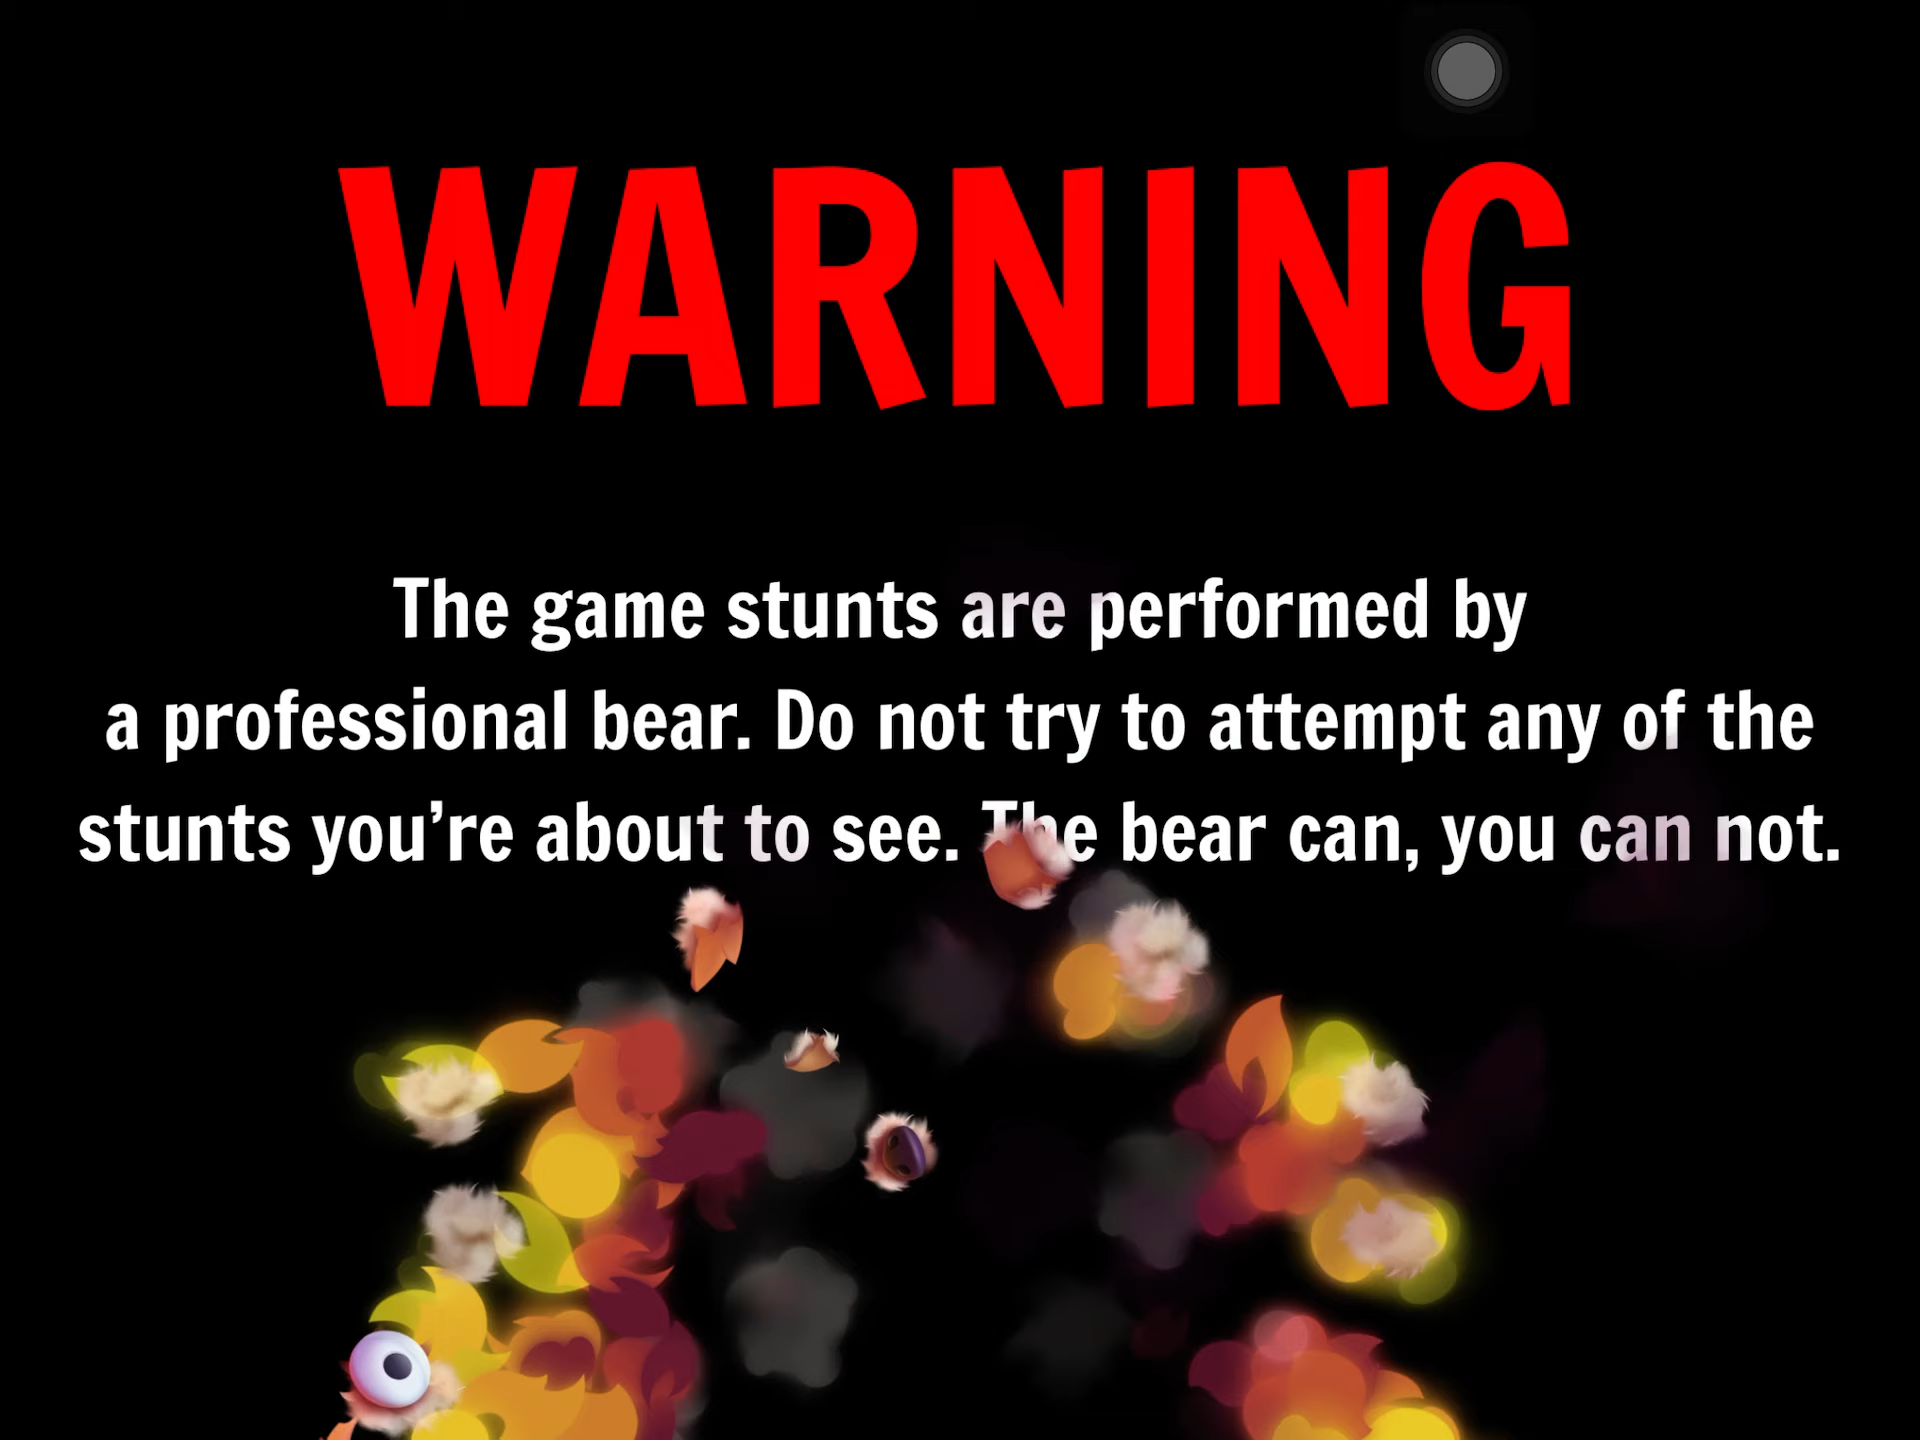 WARNING
The game stunts are performed by
a professional bear. Do not try to attempt any of the
stunts you’re about to see. The bear can, you can not.